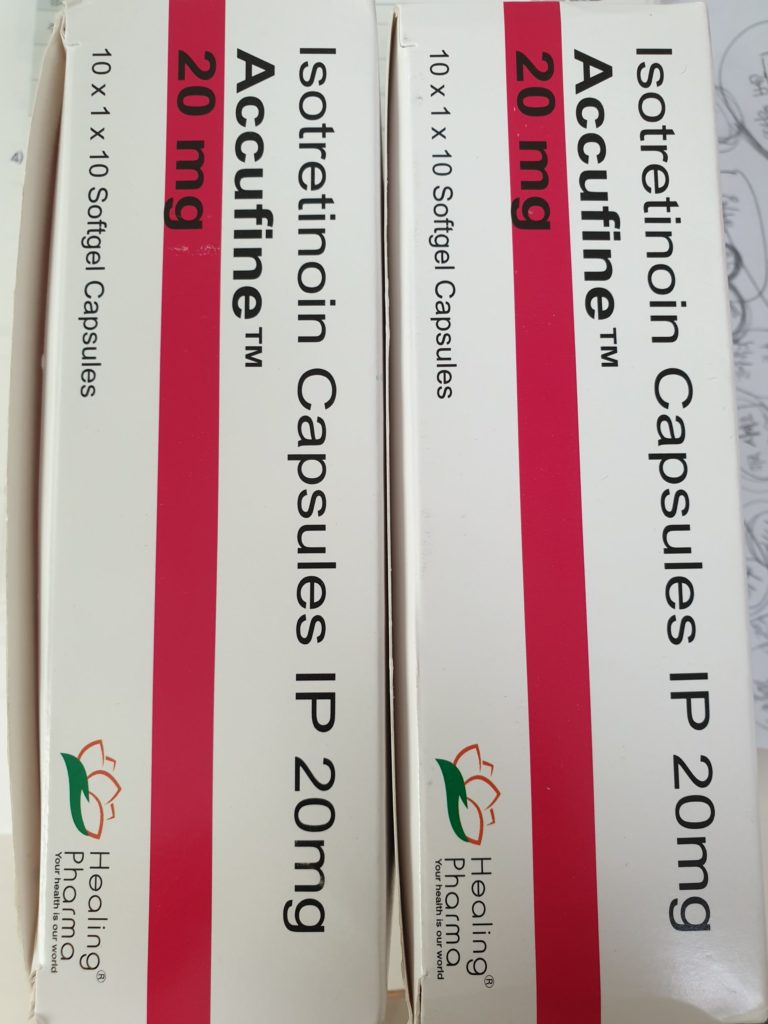 Isotretinoin Capsules IP 20mg
Accufine™
20 mg
10 x 1 x 10 Softgel Capsules
Healing®
Pharma
Your health is our world
Isotretinoin Capsules IP 20mg
Accufine™
20 mg
10 x 1 x 10 Softgel Capsules
Healing®
Pharma
Your health is our world